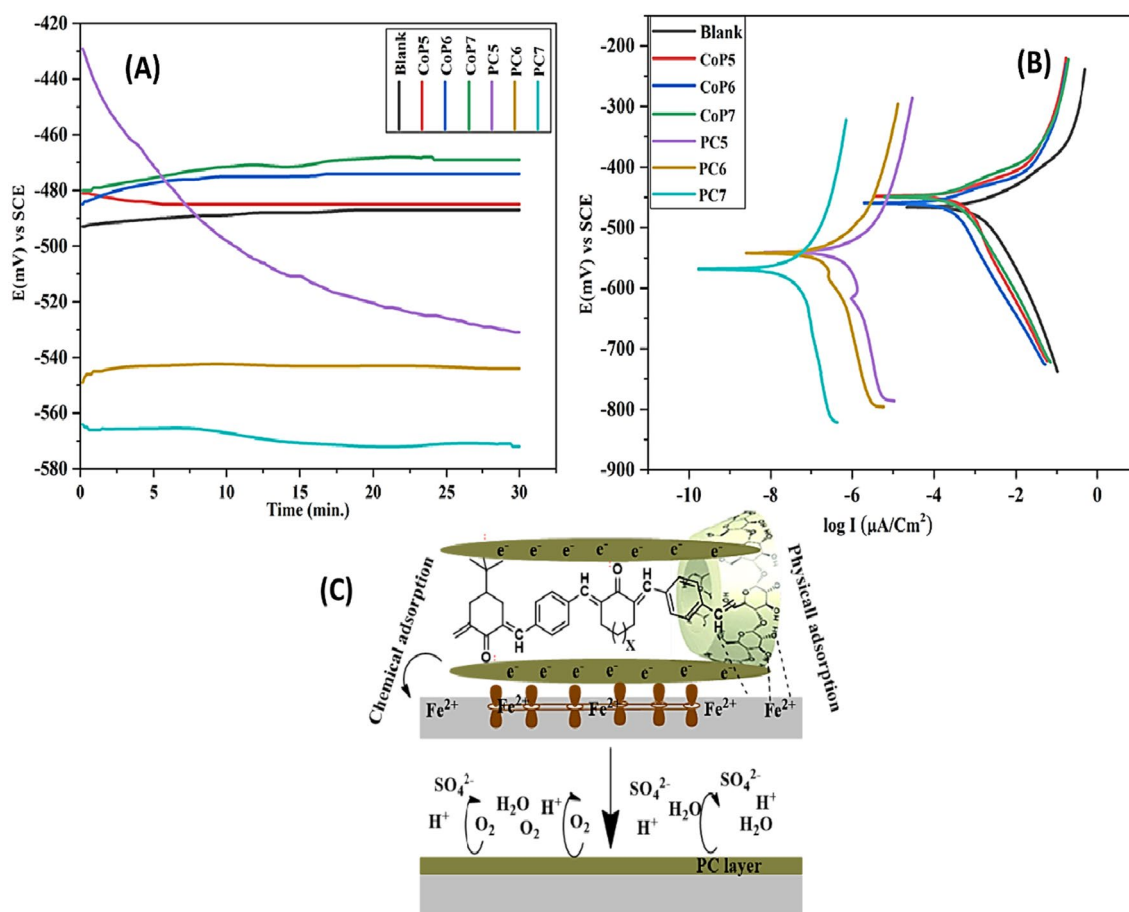 (A)
-420
-440
-460
-480
-500
-520
-540
-560
-580
E(mV) vs SCE
0
5
10
15
20
25
30
Time (min.)
Blank
CoP5
CoP6
CoP7
PC5
PC6
PC7
(B)
-200
-300
-400
-500
-600
-700
-800
-900
E(mV) vs SCE
-10
-8
-6
-4
-2
0
log I (µA/Cm²)
Blank
CoP5
CoP6
CoP7
PC5
PC6
PC7
(C)
Chemical adsorption
Physicall adsorption
e⁻ e⁻ e⁻ e⁻ e⁻ e⁻ e⁻
O
H
C
H
C
O
C
H
C
H
C
H
X
O
e⁻ e⁻ e⁻ e⁻ e⁻ e⁻ e⁻
Fe²⁺ Fe²⁺ Fe²⁺ Fe²⁺ Fe²⁺
SO₄²⁻ SO₄²⁻ SO₄²⁻
H₂O H⁺ H₂O H⁺
H⁺ O₂ O₂ O₂ H⁺ H₂O
PC layer